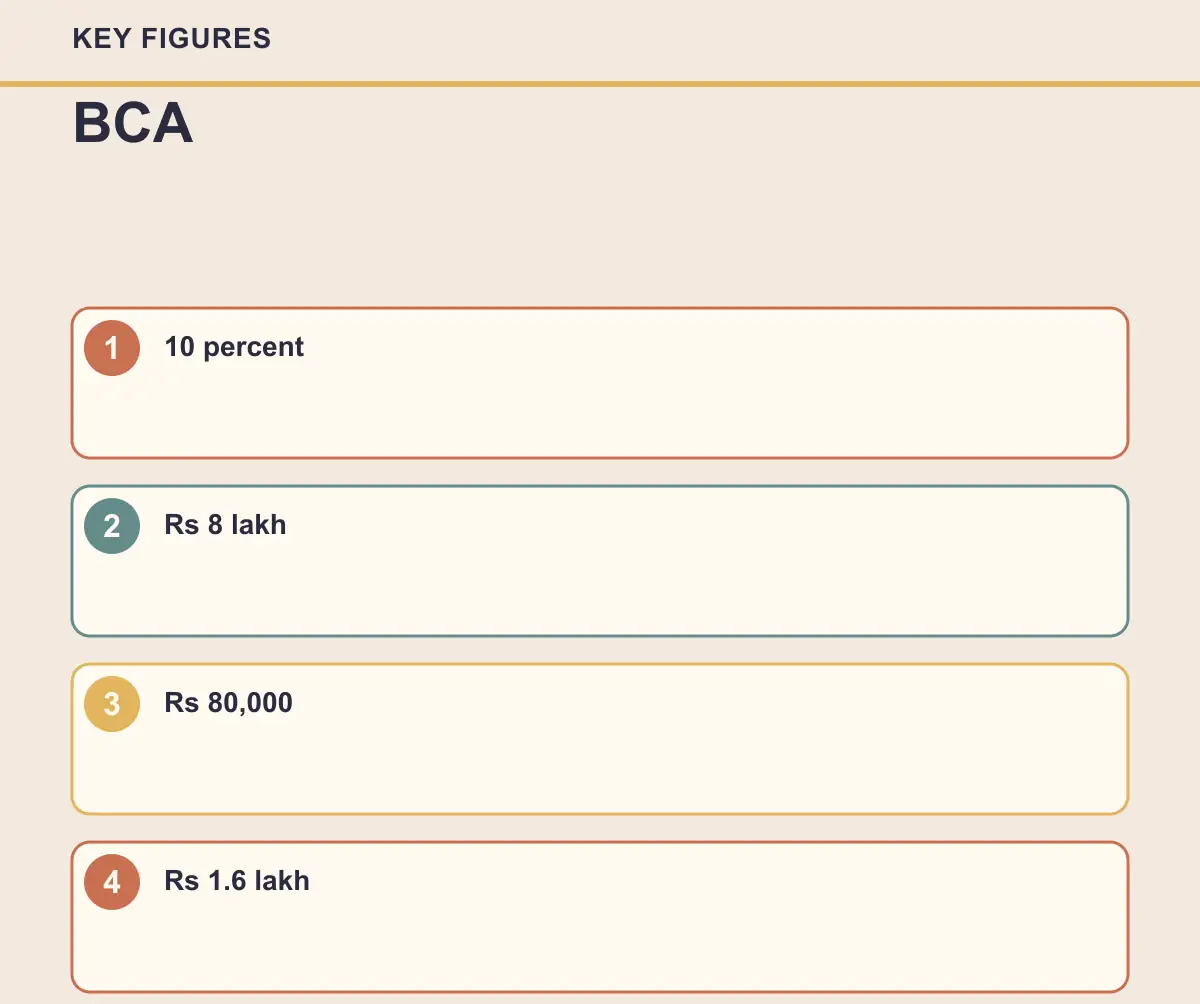 KEY FIGURES
BCA
1 10 percent
2 Rs 8 lakh
3 Rs 80,000
4 Rs 1.6 lakh